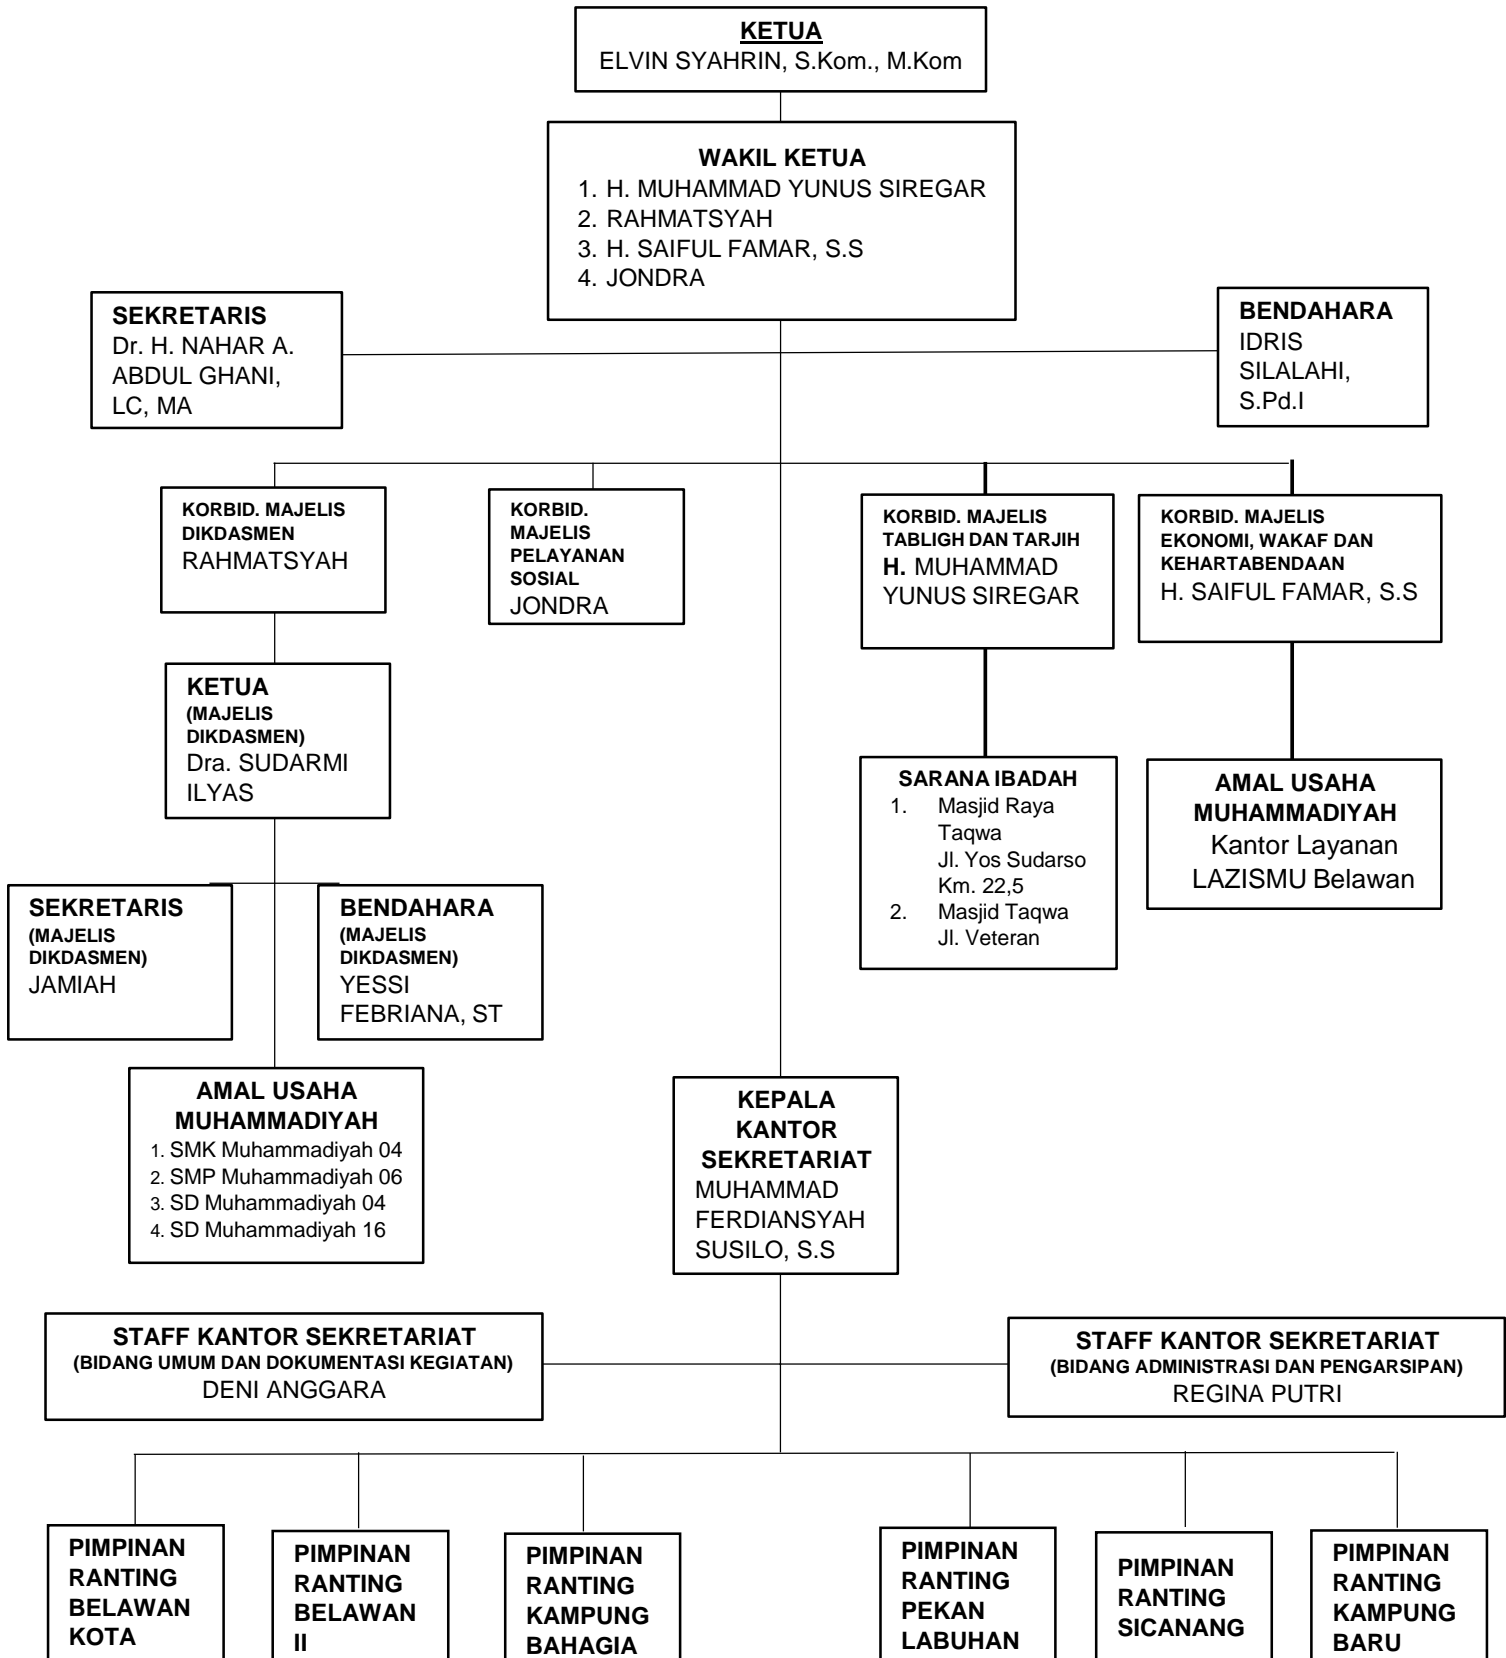 KETUA
ELVIN SYAHRIN, S.Kom., M.Kom
WAKIL KETUA
1. H. MUHAMMAD YUNUS SIREGAR
2. RAHMATSYAH
3. H. SAIFUL FAMAR, S.S
4. JONDRA
SEKRETARIS
Dr. H. NAHAR A.
ABDUL GHANI,
LC, MA
BENDAHARA
IDRIS
SILALAHI,
S.Pd.I
KORBID. MAJELIS
DIKDASMEN
RAHMATSYAH
KORBID.
MAJELIS
PELAYANAN
SOSIAL
JONDRA
KORBID. MAJELIS
TABLIGH DAN TARJIH
H. MUHAMMAD
YUNUS SIREGAR
KORBID. MAJELIS
EKONOMI, WAKAF DAN
KEHARTABENDAAN
H. SAIFUL FAMAR, S.S
KETUA
(MAJELIS
DIKDASMEN)
Dra. SUDARMI
ILYAS
SARANA IBADAH
1. Masjid Raya
Taqwa
Jl. Yos Sudarso
Km. 22,5
2. Masjid Taqwa
Jl. Veteran
AMAL USAHA
MUHAMMADIYAH
Kantor Layanan
LAZISMU Belawan
SEKRETARIS
(MAJELIS
DIKDASMEN)
JAMIAH
BENDAHARA
(MAJELIS
DIKDASMEN)
YESSI
FEBRIANA, ST
AMAL USAHA
MUHAMMADIYAH
1. SMK Muhammadiyah 04
2. SMP Muhammadiyah 06
3. SD Muhammadiyah 04
4. SD Muhammadiyah 16
KEPALA
KANTOR
SEKRETARIAT
MUHAMMAD
FERDIANSYAH
SUSILO, S.S
STAFF KANTOR SEKRETARIAT
(BIDANG UMUM DAN DOKUMENTASI KEGIATAN)
DENI ANGGARA
STAFF KANTOR SEKRETARIAT
(BIDANG ADMINISTRASI DAN PENGARSIPAN)
REGINA PUTRI
PIMPINAN
RANTING
BELAWAN
KOTA
PIMPINAN
RANTING
BELAWAN
II
PIMPINAN
RANTING
KAMPUNG
BAHAGIA
PIMPINAN
RANTING
PEKAN
LABUHAN
PIMPINAN
RANTING
SICANANG
PIMPINAN
RANTING
KAMPUNG
BARU